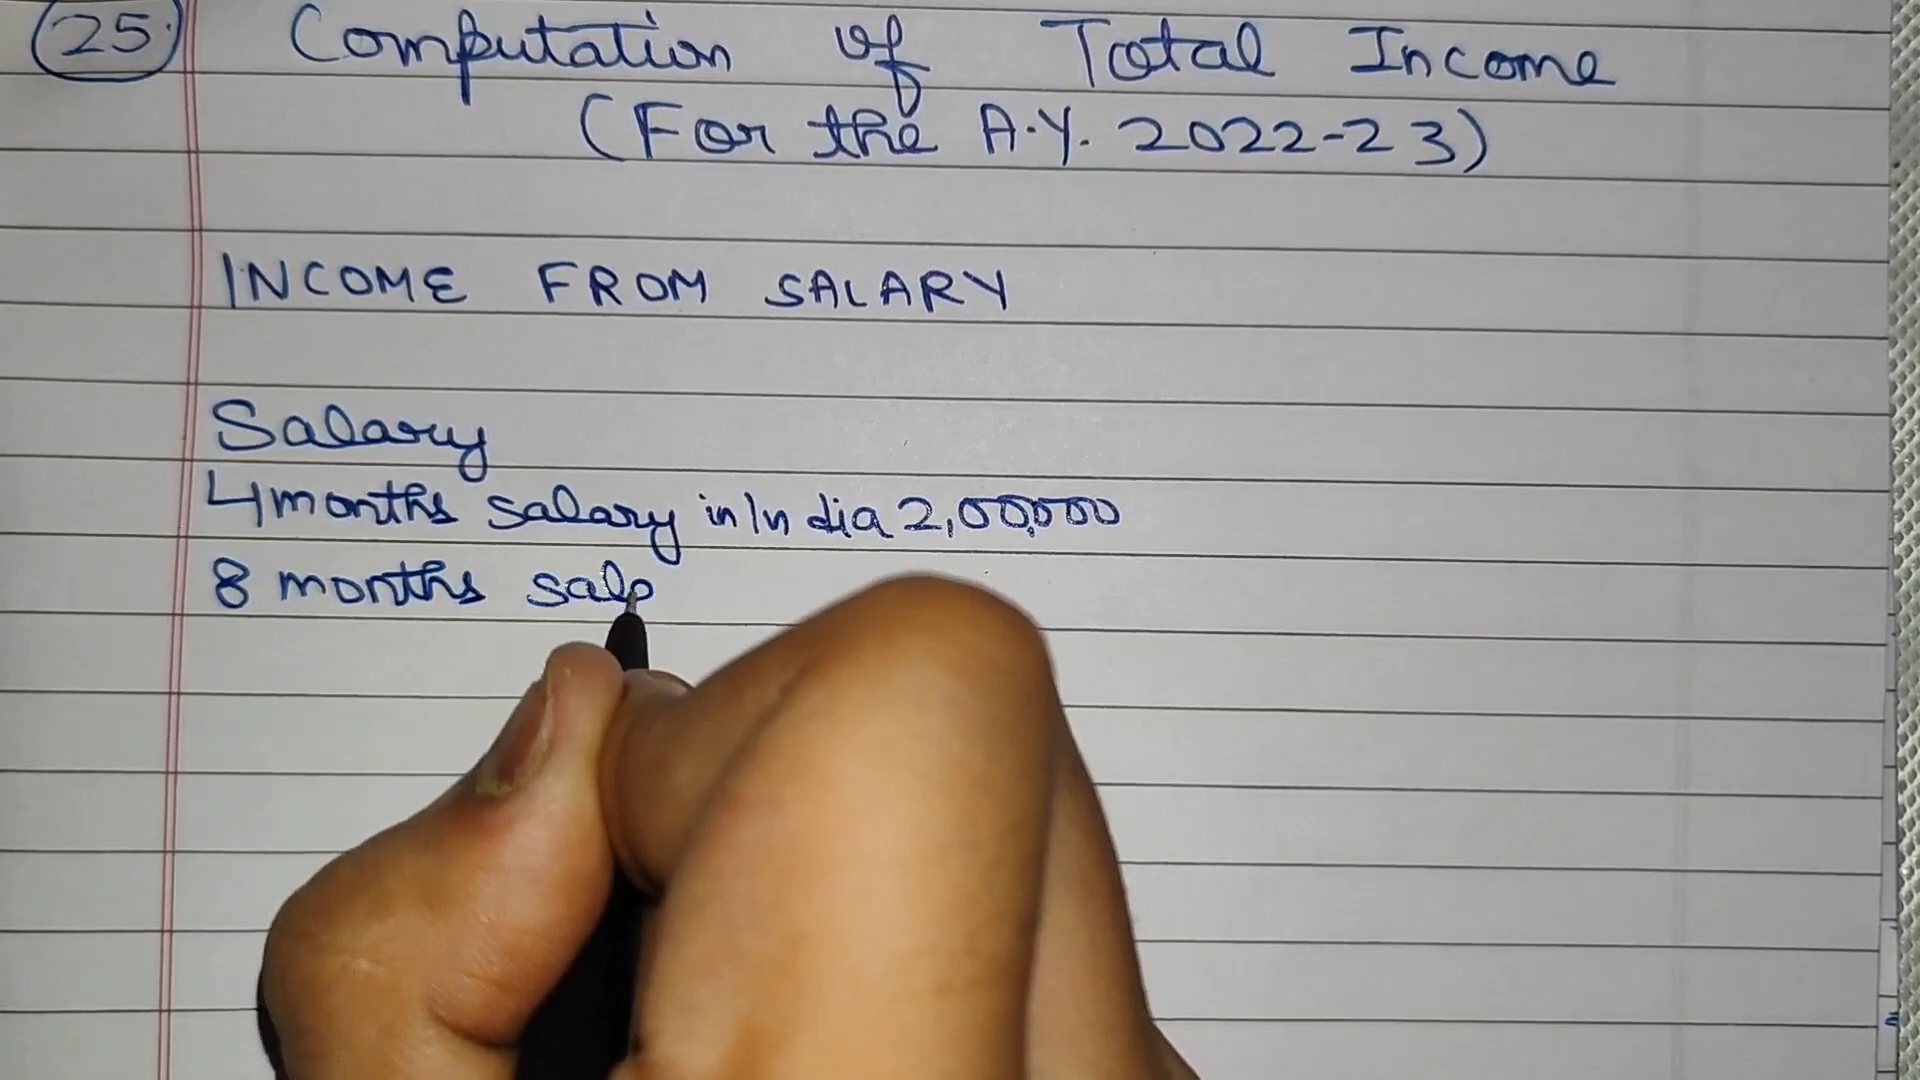 25 Computation of Total Income
(For the A.Y. 2022-23)
INCOME FROM SALARY
Salary
4 months salary in India 2,00,000
8 months sala